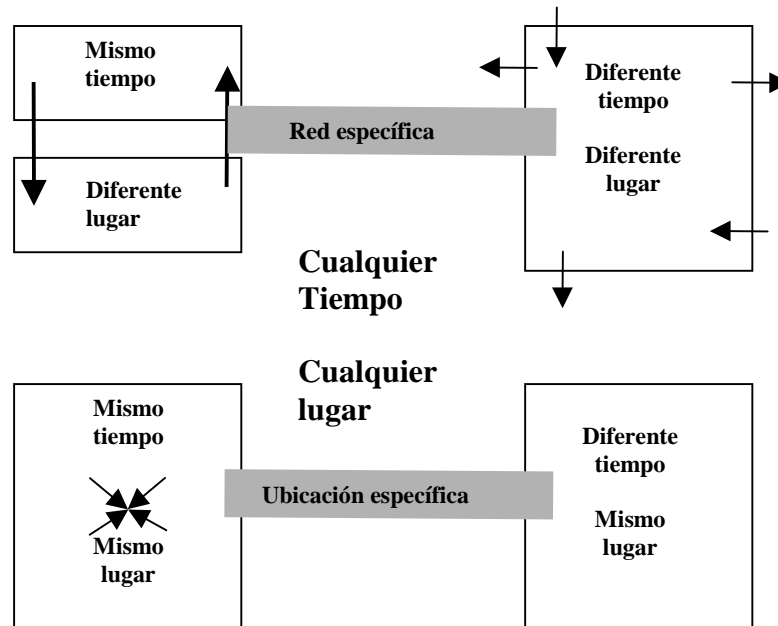 Mismo
tiempo
Diferente
lugar
Red específica
Diferente
tiempo
Diferente
lugar
Cualquier
Tiempo
Cualquier
lugar
Mismo
tiempo
Mismo
lugar
Ubicación específica
Diferente
tiempo
Mismo
lugar